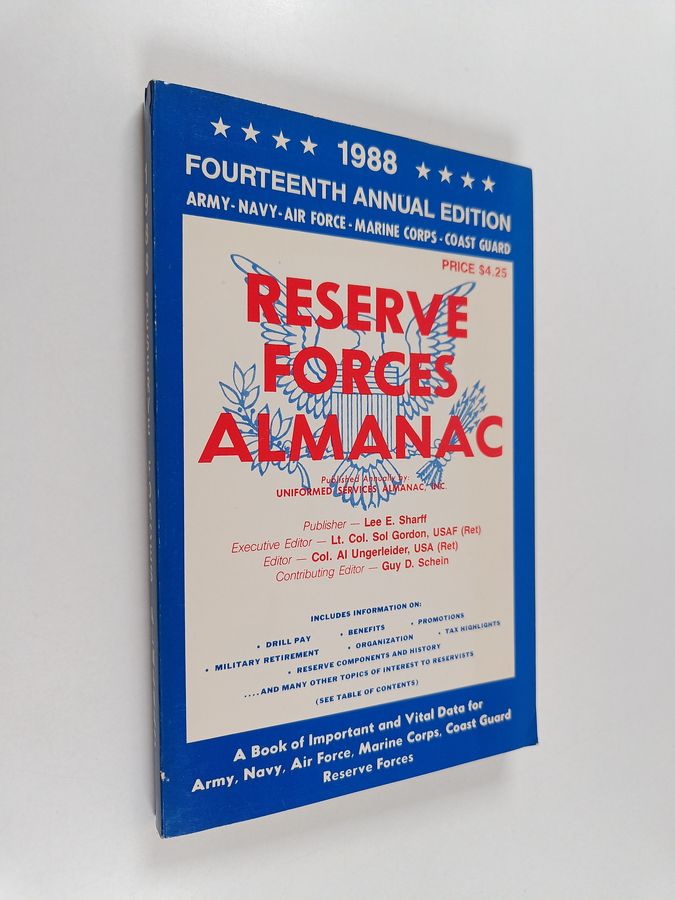 ★ ★ ★ ★ 1988 ★ ★ ★ ★
FOURTEENTH ANNUAL EDITION
ARMY-NAVY-AIR FORCE-MARINE CORPS-COAST GUARD
PRICE $4.25
RESERVE
FORCES
ALMANAC
Published Annually by:
UNIFORMED SERVICES ALMANAC, INC.
Publisher — Lee E. Sharff
Executive Editor — Lt. Col. Sol Gordon, USAF (Ret)
Editor — Col. Al Ungerleider, USA (Ret)
Contributing Editor — Guy D. Schein
INCLUDES INFORMATION ON:
• DRILL PAY • BENEFITS • PROMOTIONS
• MILITARY RETIREMENT • ORGANIZATION • TAX HIGHLIGHTS
• RESERVE COMPONENTS AND HISTORY
....AND MANY OTHER TOPICS OF INTEREST TO RESERVISTS
(SEE TABLE OF CONTENTS)
A Book of Important and Vital Data for
Army, Navy, Air Force, Marine Corps, Coast Guard
Reserve Forces